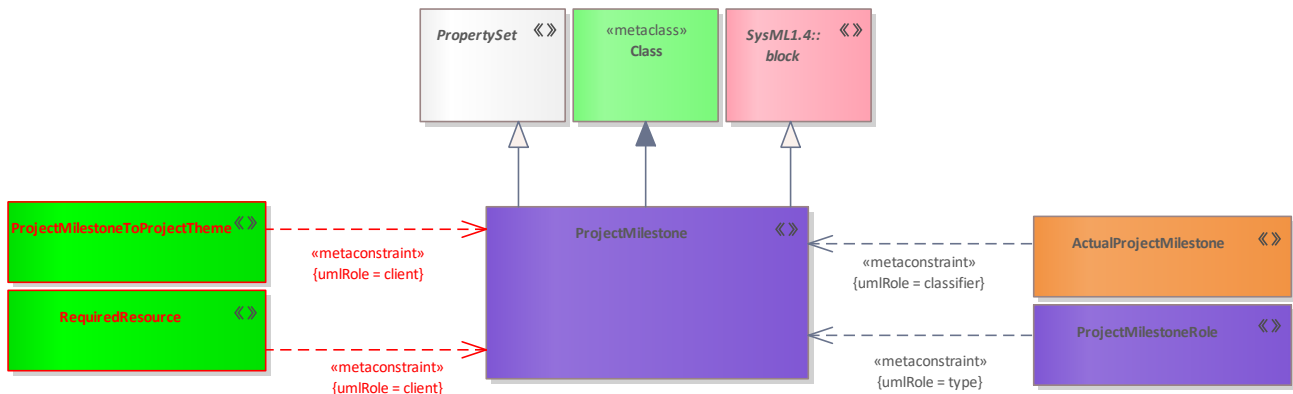 PropertySet «»
«metaclass»
Class
SysML1.4::
block
«»
ProjectMilestoneToProjectTheme «»
«metaconstraint»
{umlRole = client}
RequiredResource «»
«metaconstraint»
{umlRole = client}
ProjectMilestone «»
ActualProjectMilestone «»
«metaconstraint»
{umlRole = classifier}
ProjectMilestoneRole «»
«metaconstraint»
{umlRole = type}